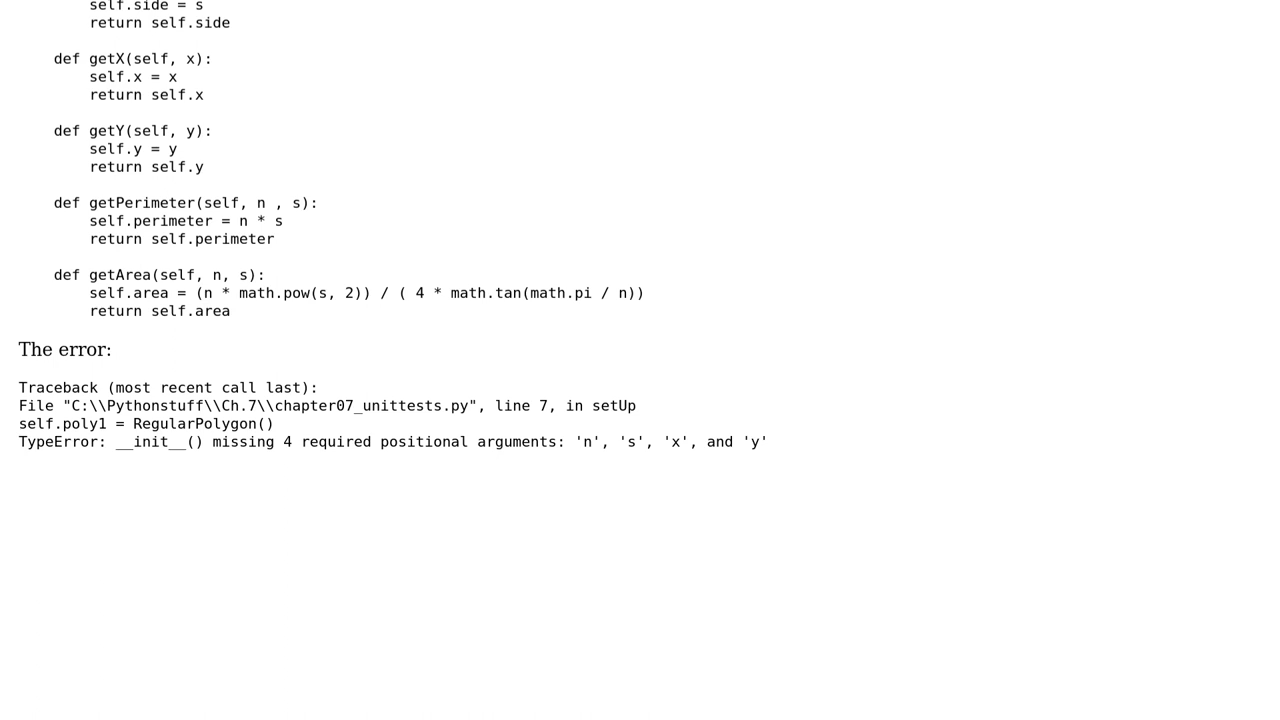 self.side = s
        return self.side

    def getX(self, x):
        self.x = x
        return self.x

    def getY(self, y):
        self.y = y
        return self.y

    def getPerimeter(self, n , s):
        self.perimeter = n * s
        return self.perimeter

    def getArea(self, n, s):
        self.area = (n * math.pow(s, 2)) / ( 4 * math.tan(math.pi / n))
        return self.area

The error:

Traceback (most recent call last):
File "C:\\Pythonstuff\\Ch.7\\chapter07_unittests.py", line 7, in setUp
self.poly1 = RegularPolygon()
TypeError: __init__() missing 4 required positional arguments: 'n', 's', 'x', and 'y'